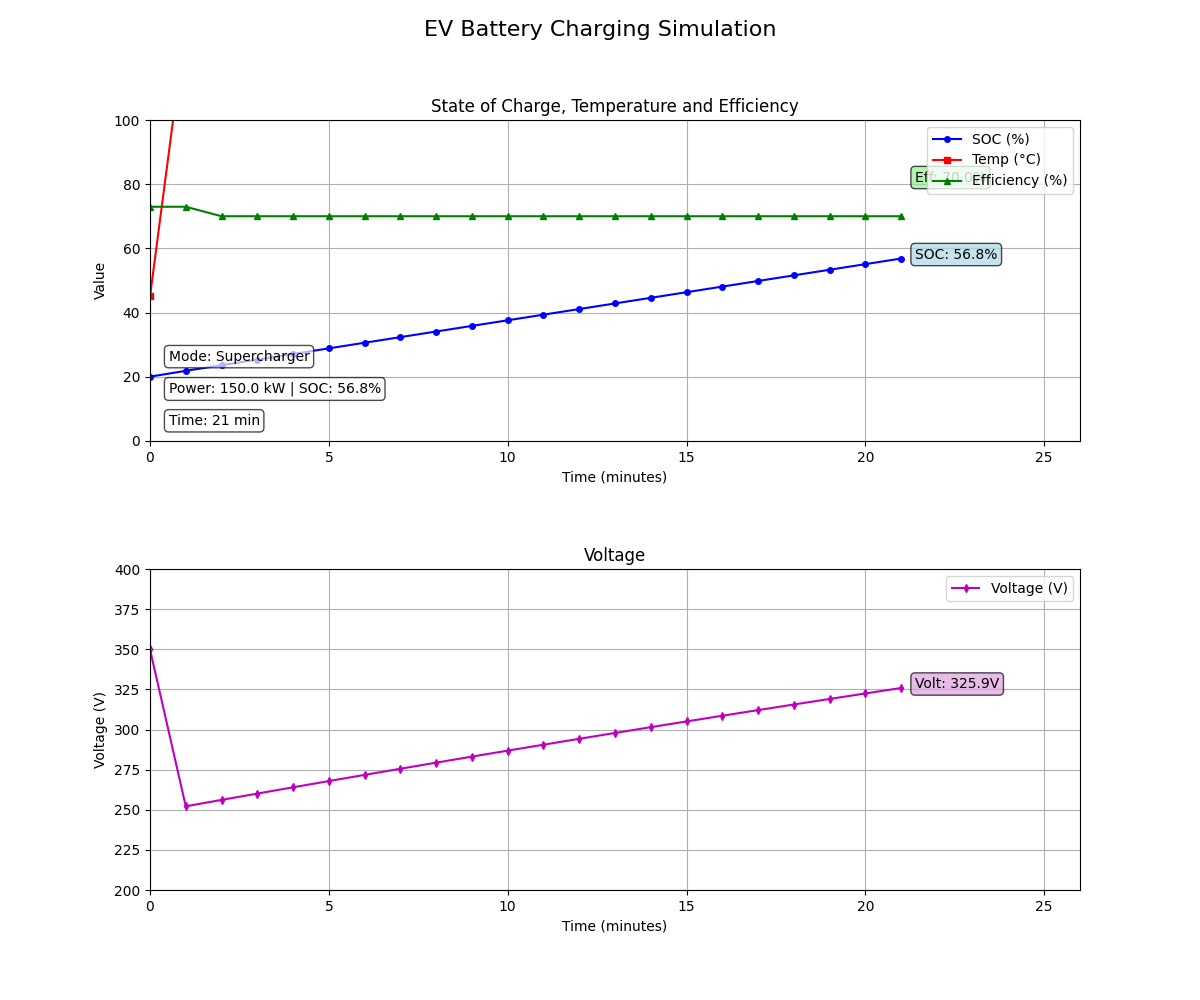 EV Battery Charging Simulation
State of Charge, Temperature and Efficiency
100
80
60
40
20
0
Value
SOC (%)
Temp (°C)
Efficiency (%)
Eff: 70.0%
SOC: 56.8%
Mode: Supercharger
Power: 150.0 kW | SOC: 56.8%
Time: 21 min
0 5 10 15 20 25
Time (minutes)
Voltage
400
375
350
325
300
275
250
225
200
Voltage (V)
Voltage (V)
Volt: 325.9V
0 5 10 15 20 25
Time (minutes)